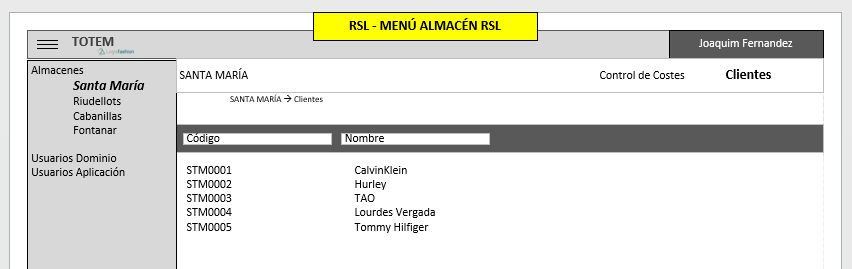 RSL - MENÚ ALMACÉN RSL
TOTEM
Logisfashion
Joaquim Fernandez
Almacenes
Santa María
Riudellots
Cabanillas
Fontanar
Usuarios Dominio
Usuarios Aplicación
SANTA MARÍA
Control de Costes
Clientes
SANTA MARÍA → Clientes
Código
Nombre
STM0001 CalvinKlein
STM0002 Hurley
STM0003 TAO
STM0004 Lourdes Vergada
STM0005 Tommy Hilfiger